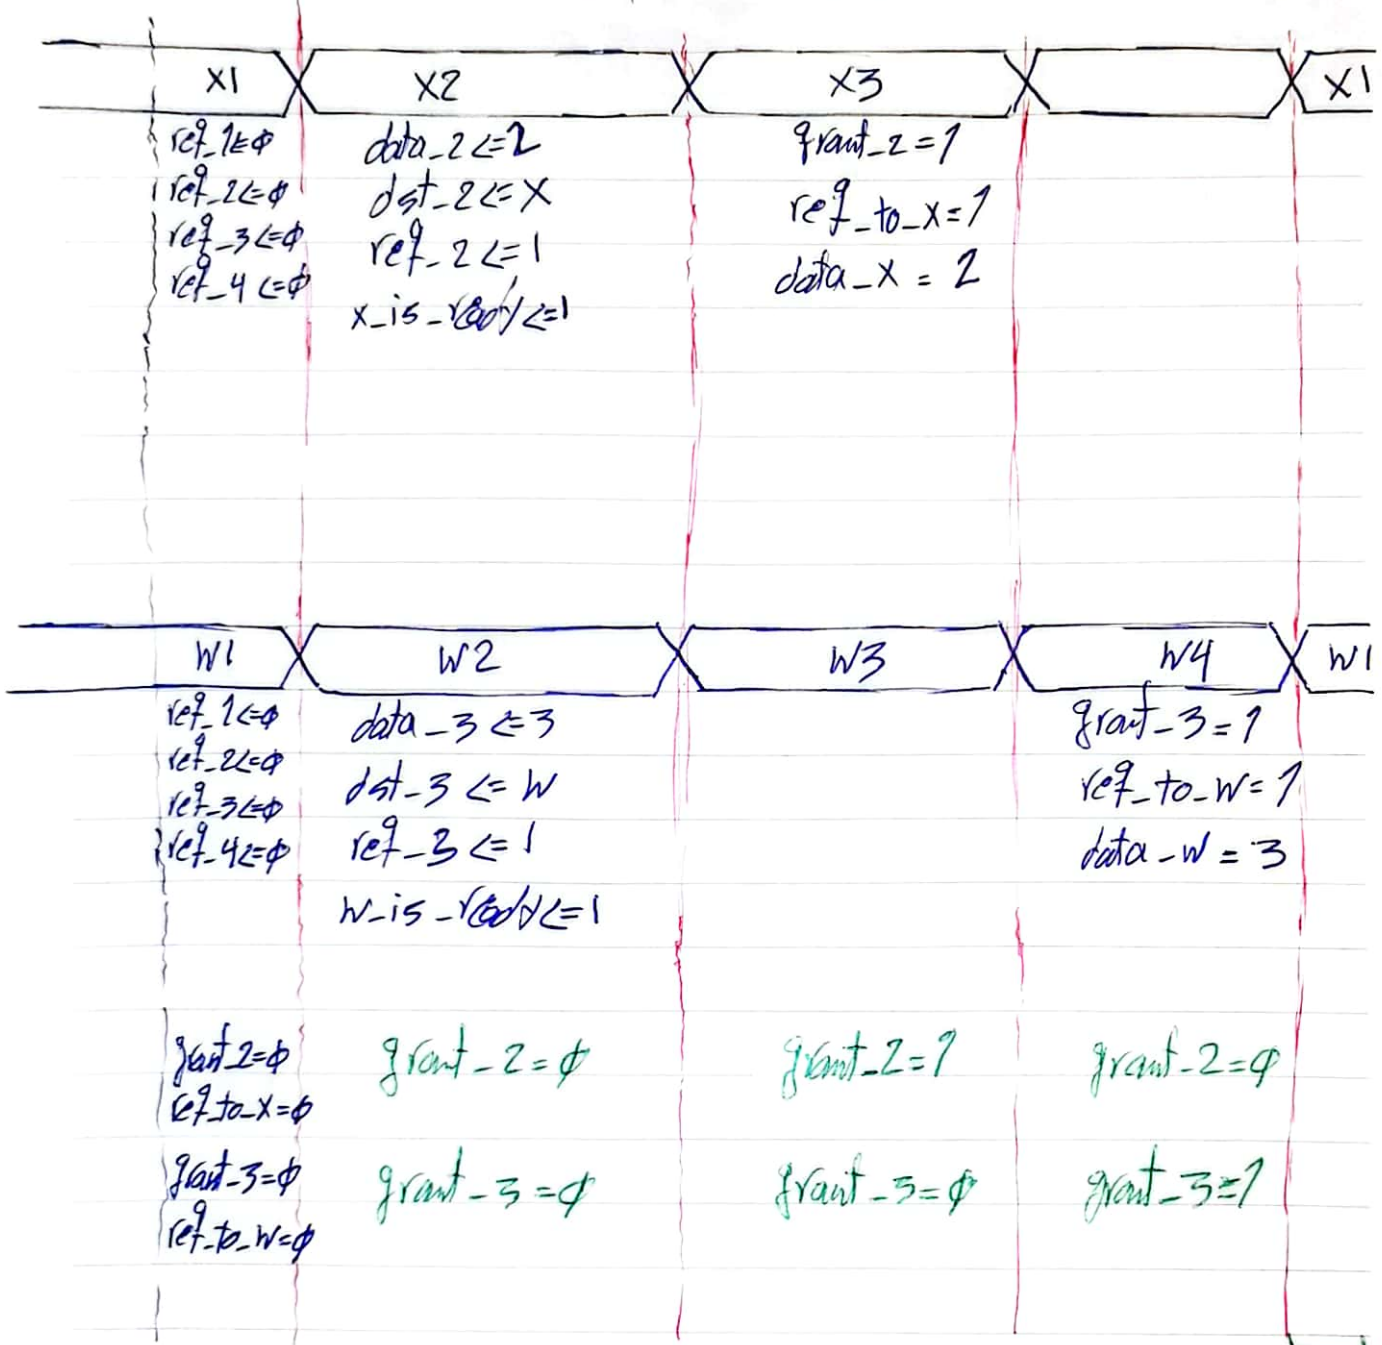 X1 X2 X3 X1
req_1<=ϕ
req_2<=ϕ
req_3<=ϕ
req_4<=ϕ
data_2<=2
dst_2<=X
req_2<=1
x_is_ready<=1
grant_2=1
req_to_x=1
data_x=2
W1 W2 W3 W4 W1
req_1<=ϕ
req_2<=ϕ
req_3<=ϕ
req_4<=ϕ
data_3<=3
dst_3<=W
req_3<=1
W_is_ready<=1
grant_3=1
req_to_W=1
data_W=3
grant_2=ϕ
req_to_x=ϕ
grant_3=ϕ
req_to_W=ϕ
grant_2=ϕ
grant_3=ϕ
grant_2=1
grant_3=ϕ
grant_2=ϕ
grant_3=1